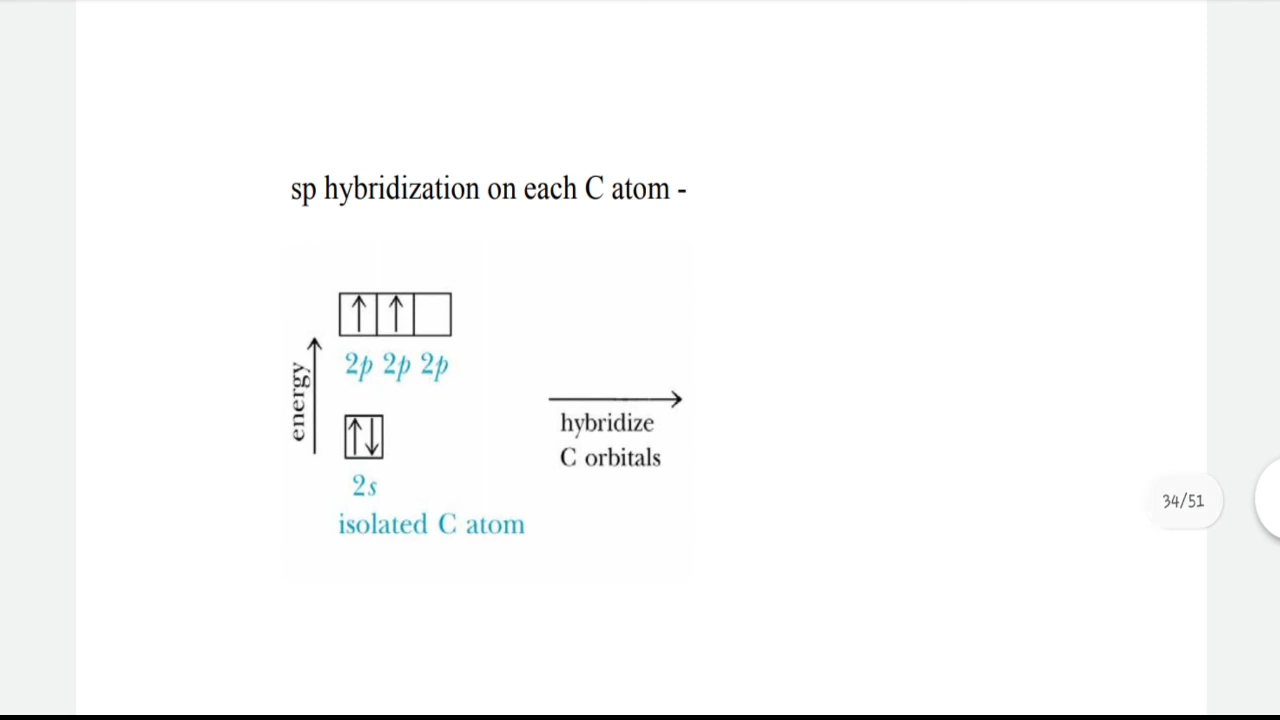 sp hybridization on each C atom -
2p 2p 2p
energy
hybridize
C orbitals
2s
34/51
isolated C atom